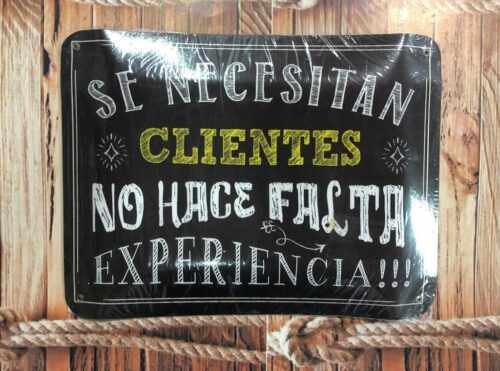 SE NECESITAN
CLIENTES
NO HACE FALTA
EXPERIENCIA!!!